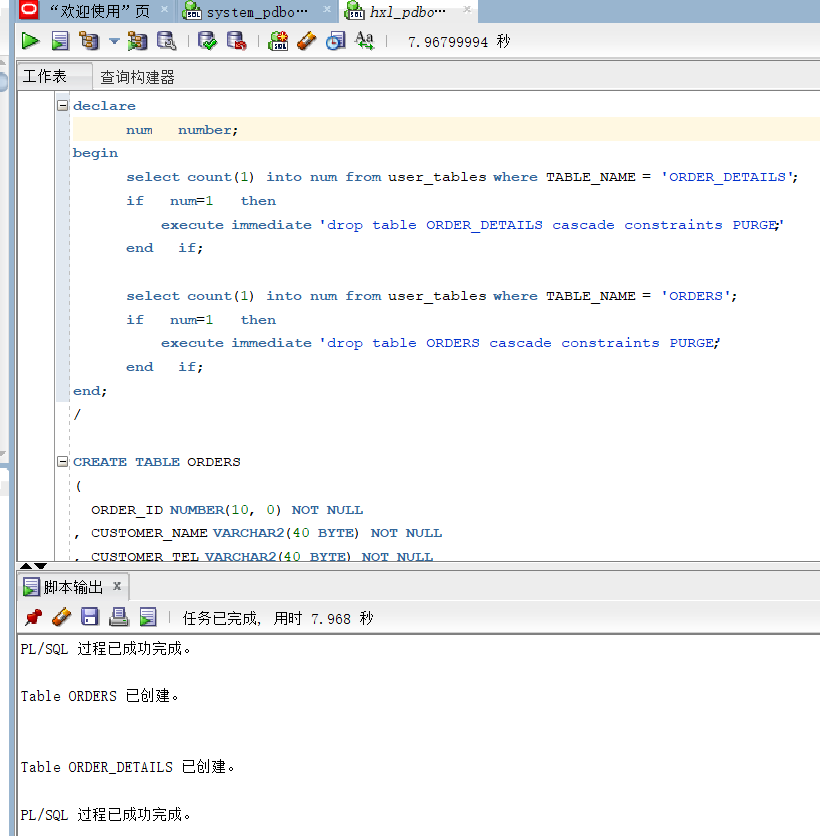 “欢迎使用”页 system_pdbo… hxl_pdbo…
7.96799994 秒
工作表 查询构建器
declare
num number;
begin
select count(1) into num from user_tables where TABLE_NAME = 'ORDER_DETAILS';
if num=1 then
execute immediate 'drop table ORDER_DETAILS cascade constraints PURGE';
end if;
select count(1) into num from user_tables where TABLE_NAME = 'ORDERS';
if num=1 then
execute immediate 'drop table ORDERS cascade constraints PURGE';
end if;
end;
/
CREATE TABLE ORDERS
(
ORDER_ID NUMBER(10, 0) NOT NULL
, CUSTOMER_NAME VARCHAR2(40 BYTE) NOT NULL
, CUSTOMER_TEL VARCHAR2(40 BYTE) NOT NULL
脚本输出
任务已完成, 用时 7.968 秒
PL/SQL 过程已成功完成。
Table ORDERS 已创建。
Table ORDER_DETAILS 已创建。
PL/SQL 过程已成功完成。